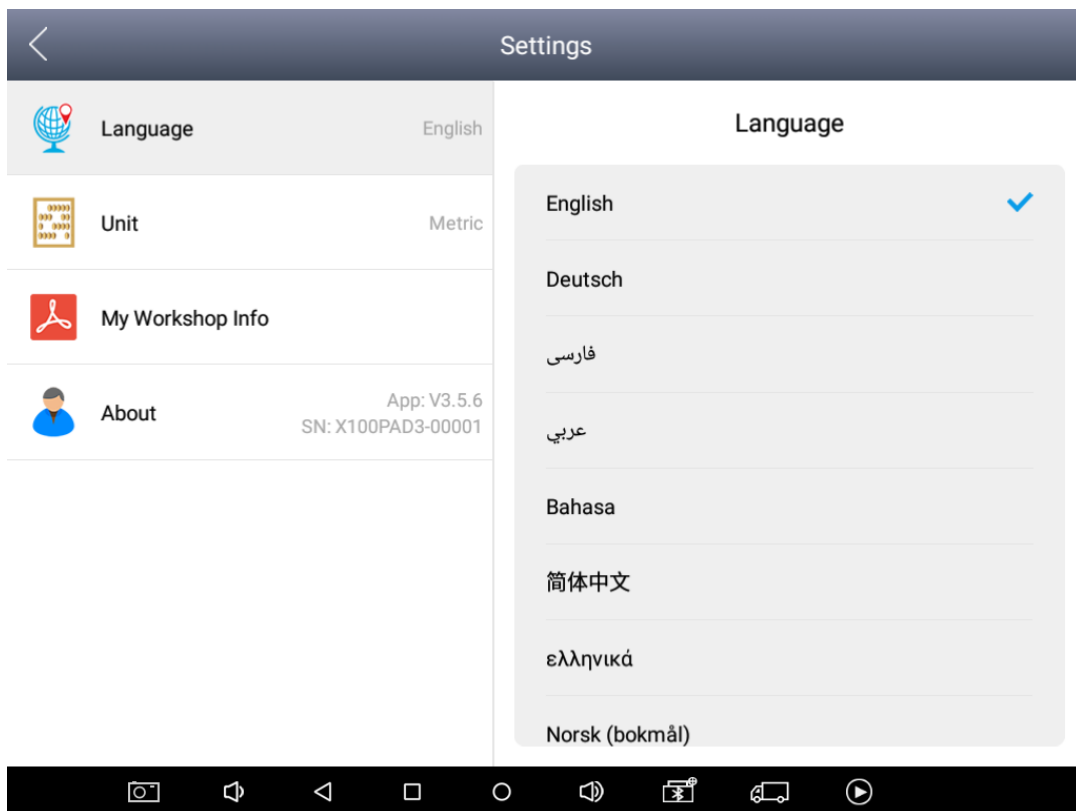 Settings
Language
English
Unit
Metric
My Workshop Info
About
App: V3.5.6
SN: X100PAD3-00001
Language
English
Deutsch
فارسی
عربي
Bahasa
简体中文
ελληνικά
Norsk (bokmål)